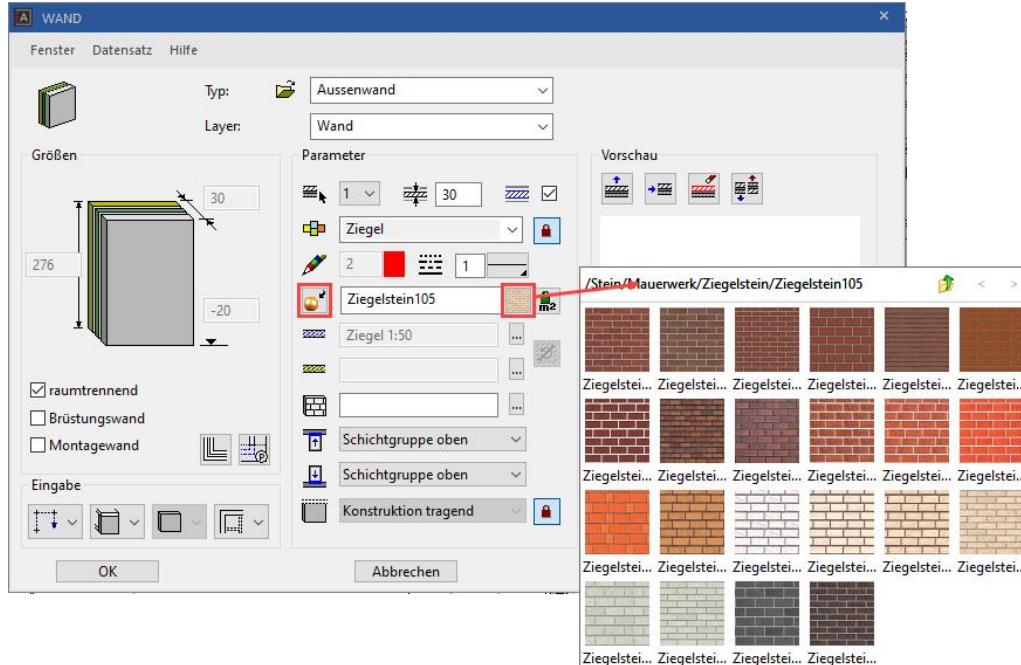 A WAND
Fenster Datensatz Hilfe
Typ: Aussenwand
Layer: Wand
Größen
30
276
-20
raumtrennend
Brüstungswand
Montagewand
P
Eingabe
Parameter
1 30
Ziegel
2 1
Ziegelstein105 m2
Ziegel 1:50 ...
...
...
Schichtgruppe oben
Schichtgruppe oben
Konstruktion tragend
Vorschau
OK Abbrechen
/Stein/Mauerwerk/Ziegelstein/Ziegelstein105 < >
Ziegelstei... Ziegelstei... Ziegelstei... Ziegelstei... Ziegelstei... Ziegelstei...
Ziegelstei... Ziegelstei... Ziegelstei... Ziegelstei... Ziegelstei... Ziegelstei...
Ziegelstei... Ziegelstei... Ziegelstei... Ziegelstei... Ziegelstei... Ziegelstei...
Ziegelstei... Ziegelstei... Ziegelstei... Ziegelstei...